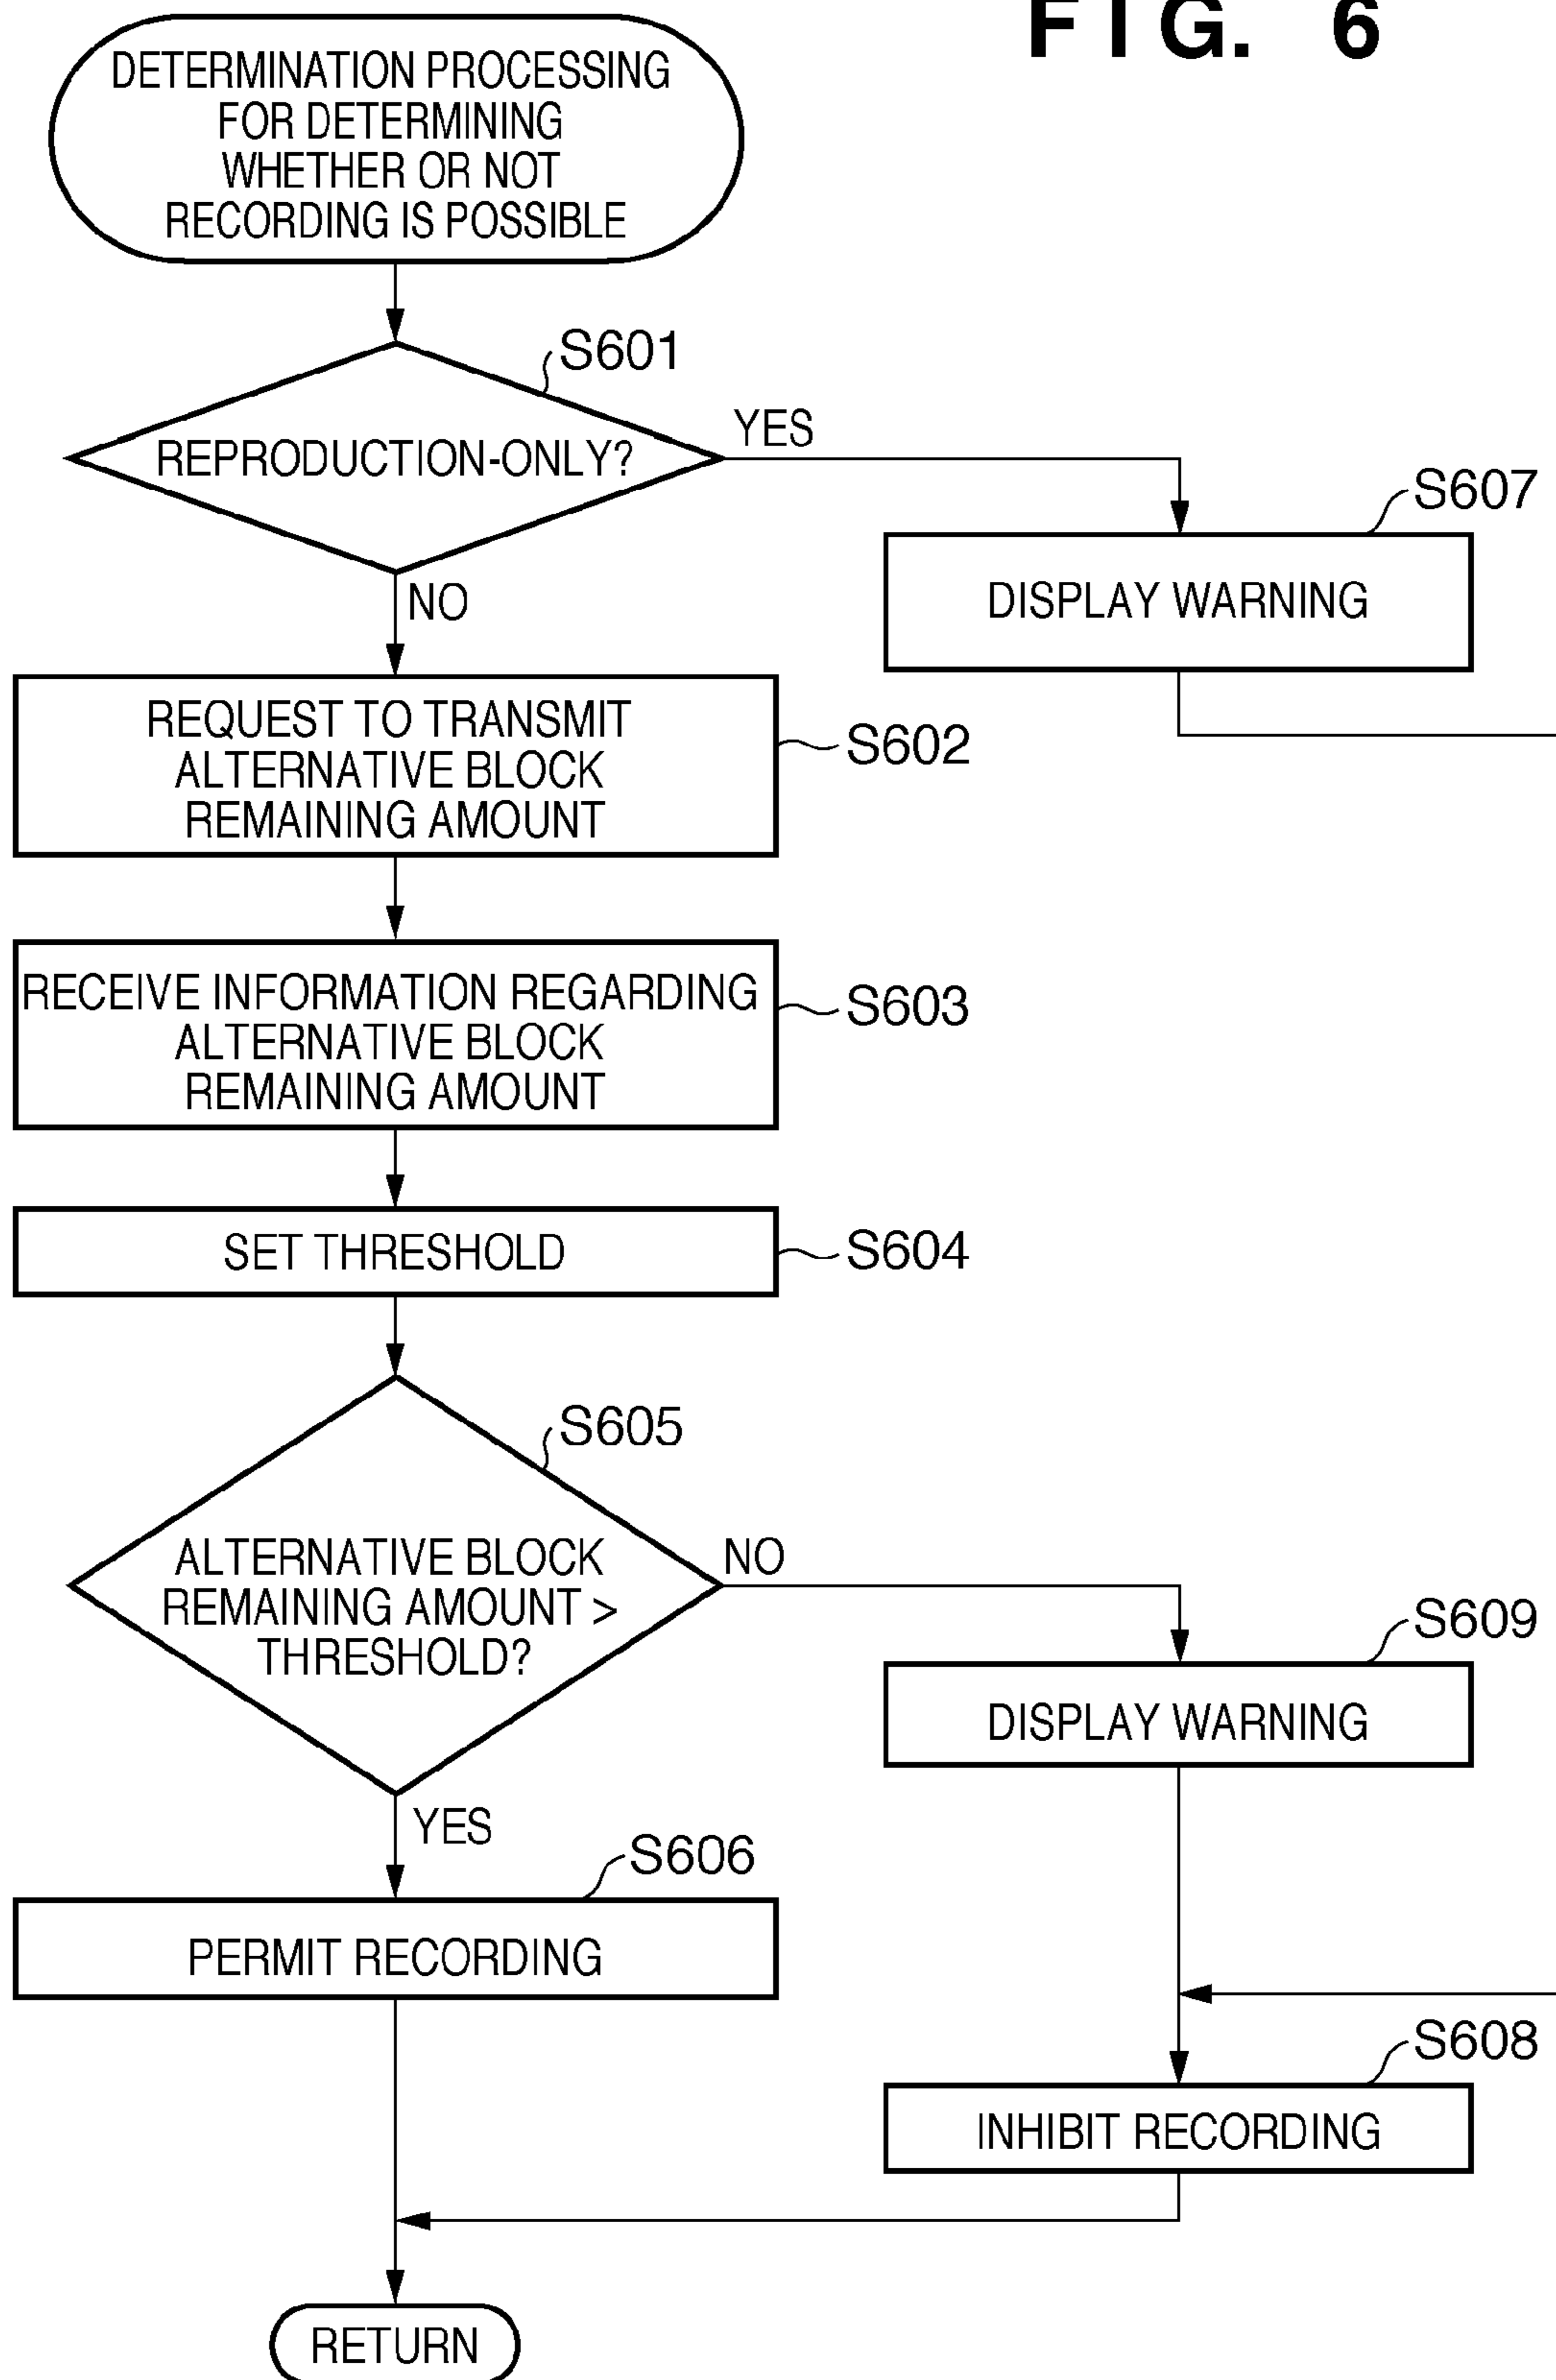 FIG. 6
DETERMINATION PROCESSING
FOR DETERMINING
WHETHER OR NOT
RECORDING IS POSSIBLE
S601
REPRODUCTION-ONLY?
YES
S607
DISPLAY WARNING
NO
REQUEST TO TRANSMIT
ALTERNATIVE BLOCK
REMAINING AMOUNT
S602
RECEIVE INFORMATION REGARDING
ALTERNATIVE BLOCK
REMAINING AMOUNT
S603
SET THRESHOLD
S604
S605
ALTERNATIVE BLOCK
REMAINING AMOUNT >
THRESHOLD?
NO
S609
DISPLAY WARNING
YES
S606
PERMIT RECORDING
S608
INHIBIT RECORDING
RETURN